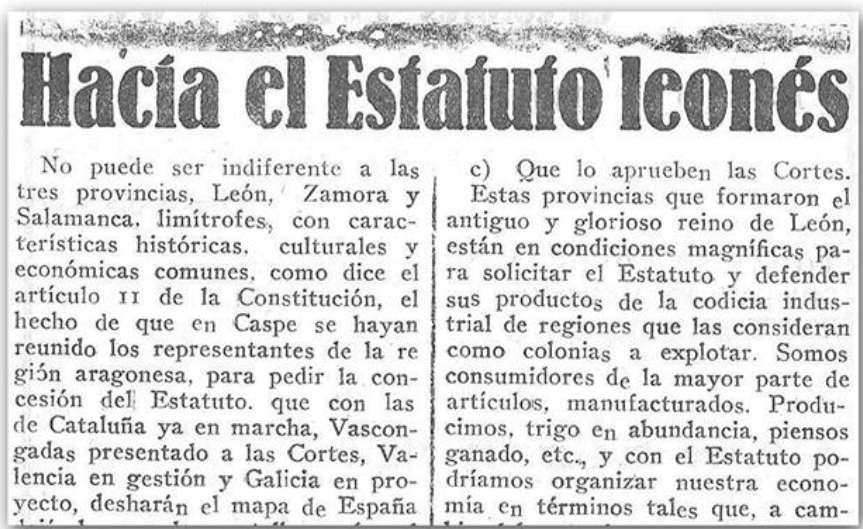 Hacía el Estatuto leonés
No puede ser indiferente a las
tres provincias, León, Zamora y
Salamanca. limítrofes, con carac-
terísticas históricas. culturales y
económicas comunes, como dice el
artículo 11 de la Constitución, el
hecho de que en Caspe se hayan
reunido los representantes de la re
gión aragonesa, para pedir la con-
cesión del Estatuto. que con las
de Cataluña ya en marcha, Vascon-
gadas presentado a las Cortes, Va-
lencia en gestión y Galicia en pro-
yecto, desharán el mapa de España
c) Que lo aprueben las Cortes.
Estas provincias que formaron el
antiguo y glorioso reino de León,
están en condiciones magníficas pa-
ra solicitar el Estatuto y defender
sus productos de la codicia indus-
trial de regiones que las consideran
como colonias a explotar. Somos
consumidores de la mayor parte de
artículos, manufacturados. Produ-
cimos, trigo en abundancia, piensos
ganado, etc., y con el Estatuto po-
dríamos organizar nuestra econo-
mía en términos tales que, a cam-